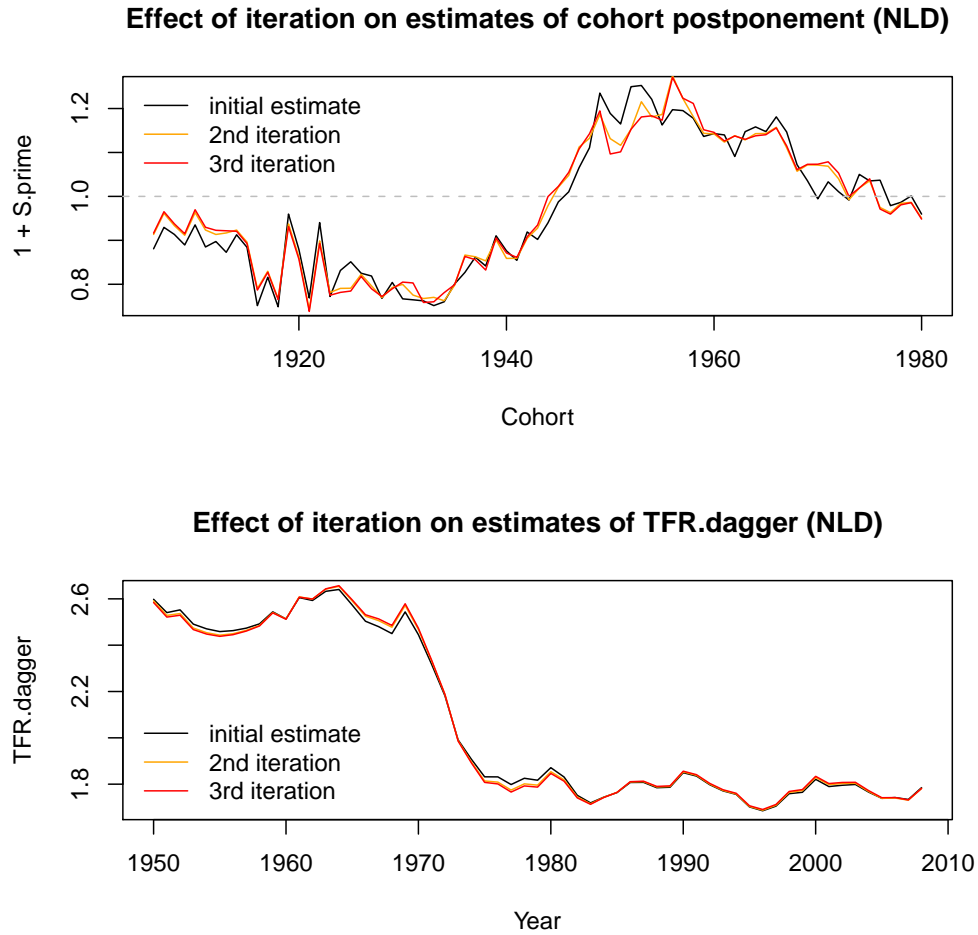 Effect of iteration on estimates of cohort postponement (NLD)
1 + S.prime
1.2
1.0
0.8
initial estimate
2nd iteration
3rd iteration
1920
1940
1960
1980
Cohort
Effect of iteration on estimates of TFR.dagger (NLD)
TFR.dagger
2.6
2.2
1.8
initial estimate
2nd iteration
3rd iteration
1950
1960
1970
1980
1990
2000
2010
Year